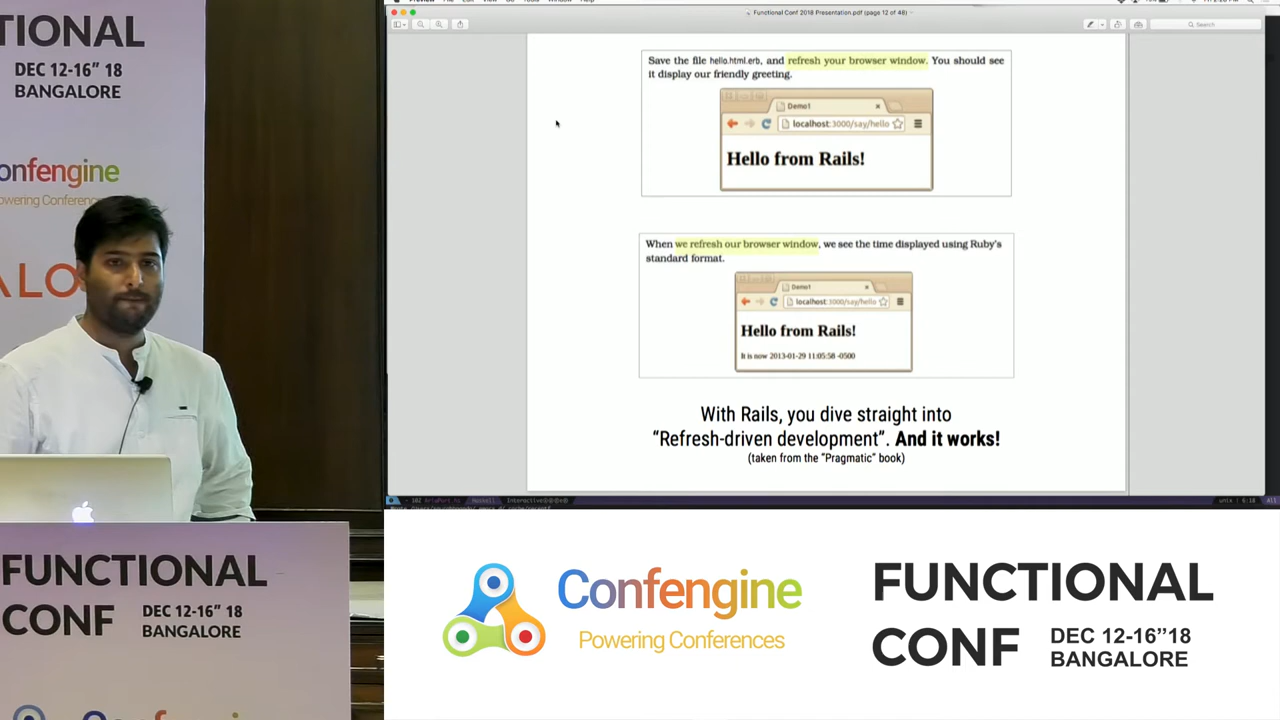 FUNCTIONAL
DEC 12-16" 18
BANGALORE
onfengine
Powering Conferenc
Functional Conf 2018 Presentation.pdf (page 12 of 48)
Search
Save the file hello.html.erb, and refresh your browser window. You should see
it display our friendly greeting.
Demo1
localhost:3000/say/hello
Hello from Rails!
When we refresh our browser window, we see the time displayed using Ruby's
standard format.
Demo1
localhost:3000/say/hello
Hello from Rails!
It is now 2013-01-29 11:05:58 -0500
With Rails, you dive straight into
“Refresh-driven development”. And it works!
(taken from the “Pragmatic” book)
FUNCTIONAL
CONF DEC 12-16" 18
BANGALORE
Confengine
Powering Conferences
FUNCTIONAL
CONF DEC 12-16”18
BANGALORE